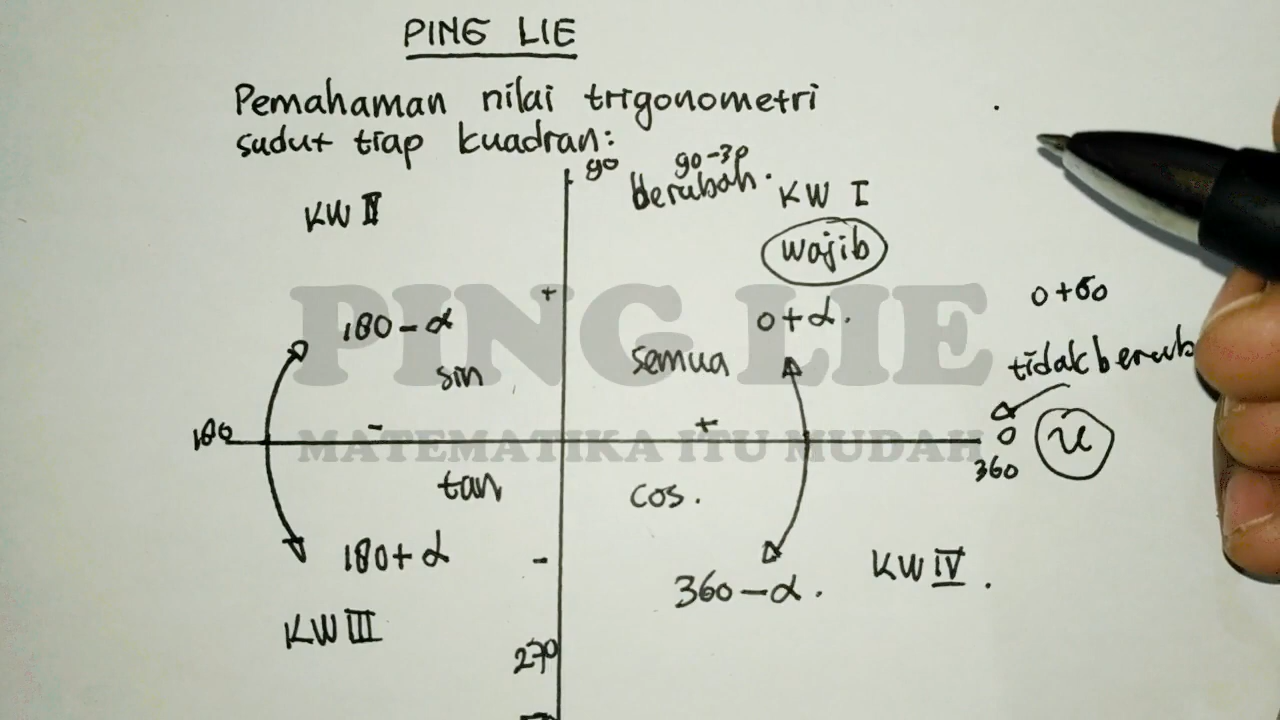 PING LIE
Pemahaman nilai trigonometri
sudut tiap kuadran:
90
90-30
berubah.
KW II
KW I
wajib
+
0+60
180-α
0+α.
PING LIE
sin
semua
tidak berub
180
-
+
0
x
MATEMATIKA ITU MUDAH
360
tan
cos.
180+α
-
360-α.
KW IV.
KW III
270